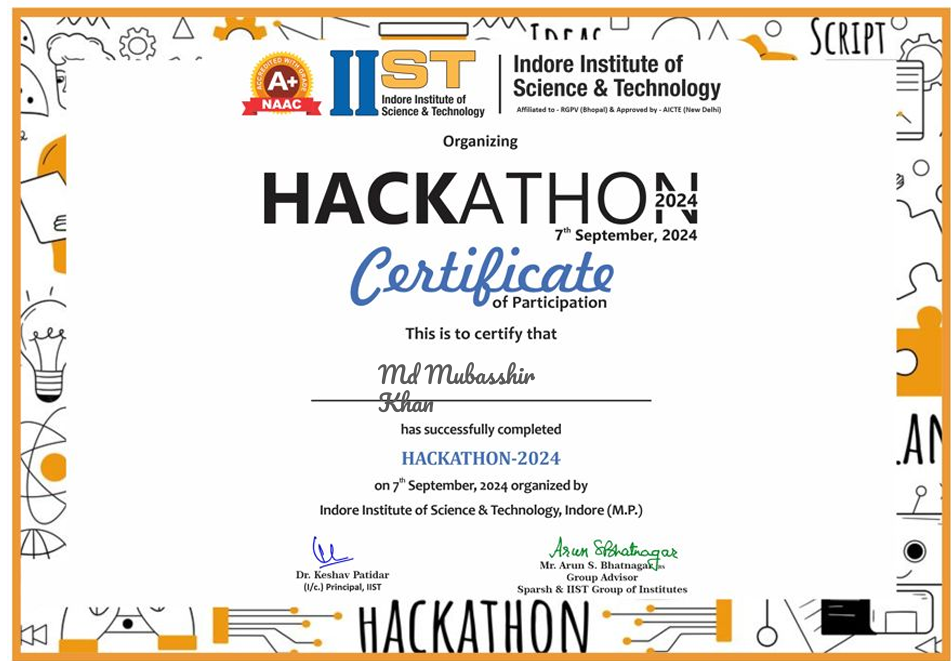 SCRIPT
ACCREDITED WITH GRADE
A+
NAAC
IIST
Indore Institute of
Science & Technology
Indore Institute of
Science & Technology
Affiliated to - RGPV (Bhopal) & Approved by - AICTE (New Delhi)
Organizing
HACKATHON
2024
7th September, 2024
Certificate
of Participation
This is to certify that
Md Mubasshir
Khan
has successfully completed
HACKATHON-2024
on 7th September, 2024 organized by
Indore Institute of Science & Technology, Indore (M.P.)
Arun SBhatnagar
Dr. Keshav Patidar
(I/c.) Principal, IIST
Mr. Arun S. Bhatnagar
Group Advisor
Sparsh & IIST Group of Institutes
HACKATHON